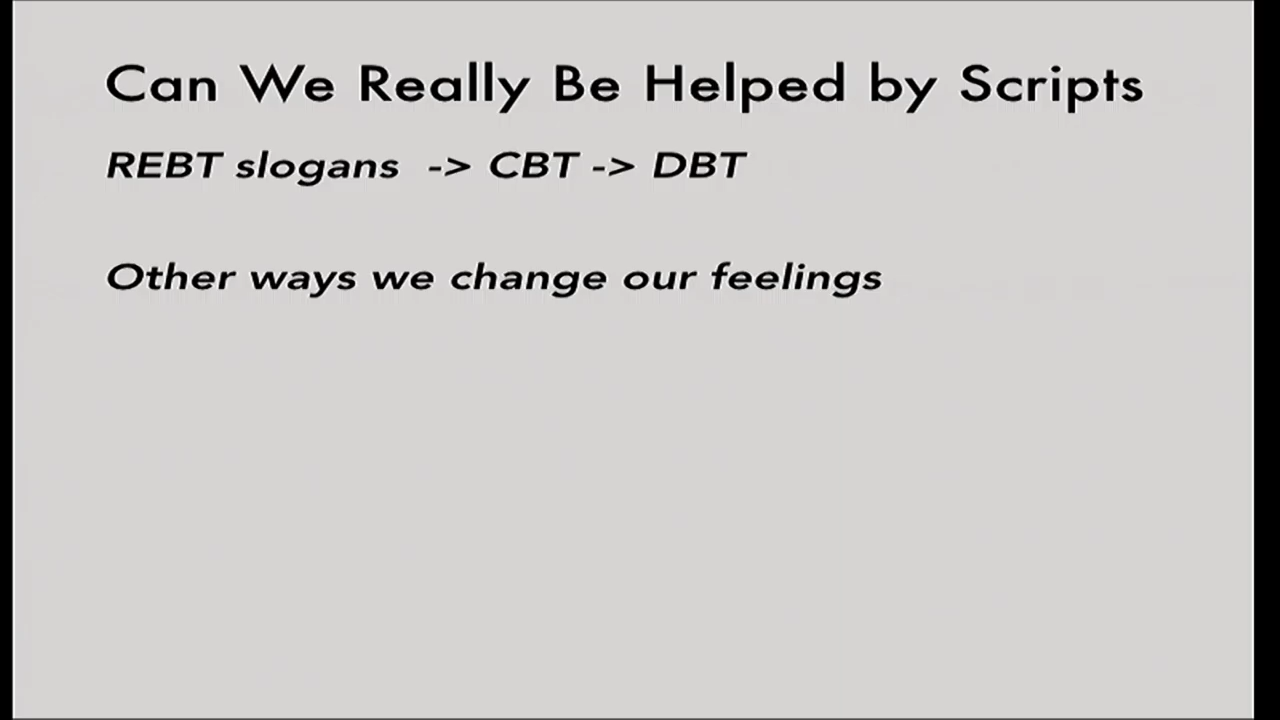 Can We Really Be Helped by Scripts
REBT slogans -> CBT -> DBT
Other ways we change our feelings